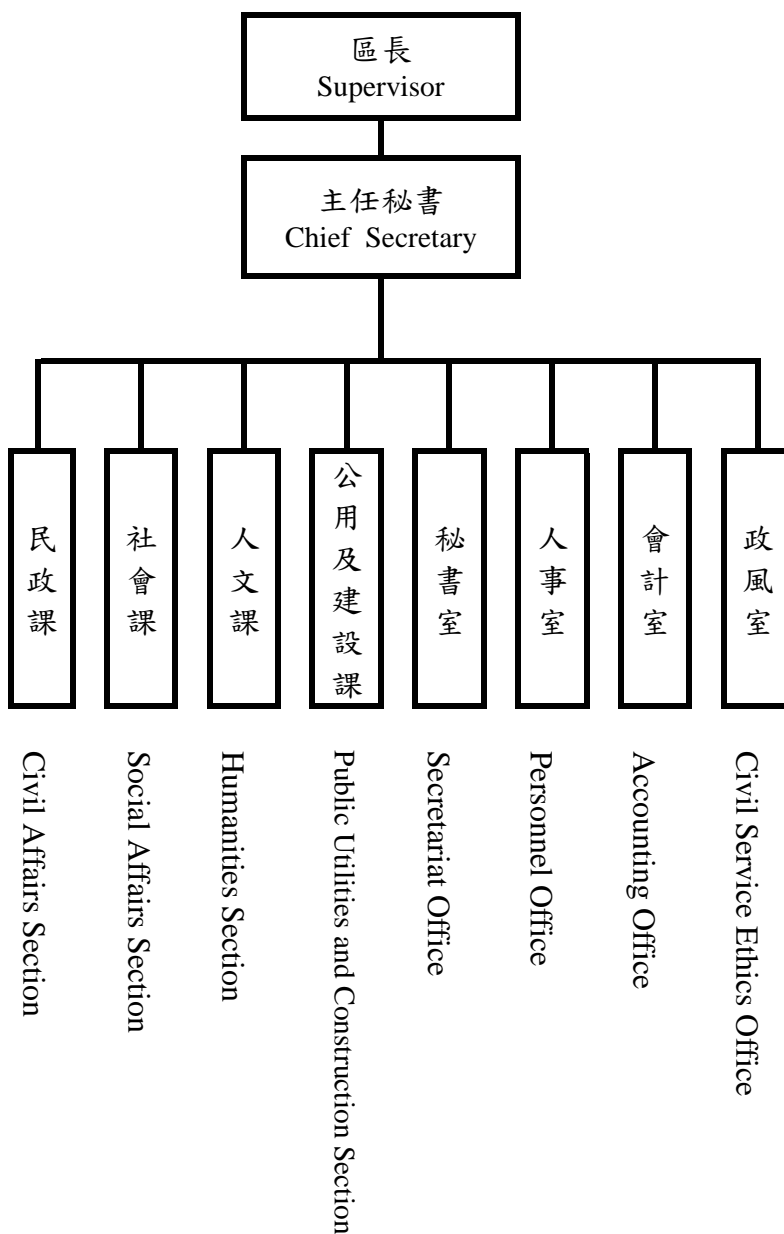 區長
Supervisor
主任秘書
Chief Secretary
民政課
社會課
人文課
公用及建設課
秘書室
人事室
會計室
政風室
Civil Affairs Section
Social Affairs Section
Humanities Section
Public Utilities and Construction Section
Secretariat Office
Personnel Office
Accounting Office
Civil Service Ethics Office